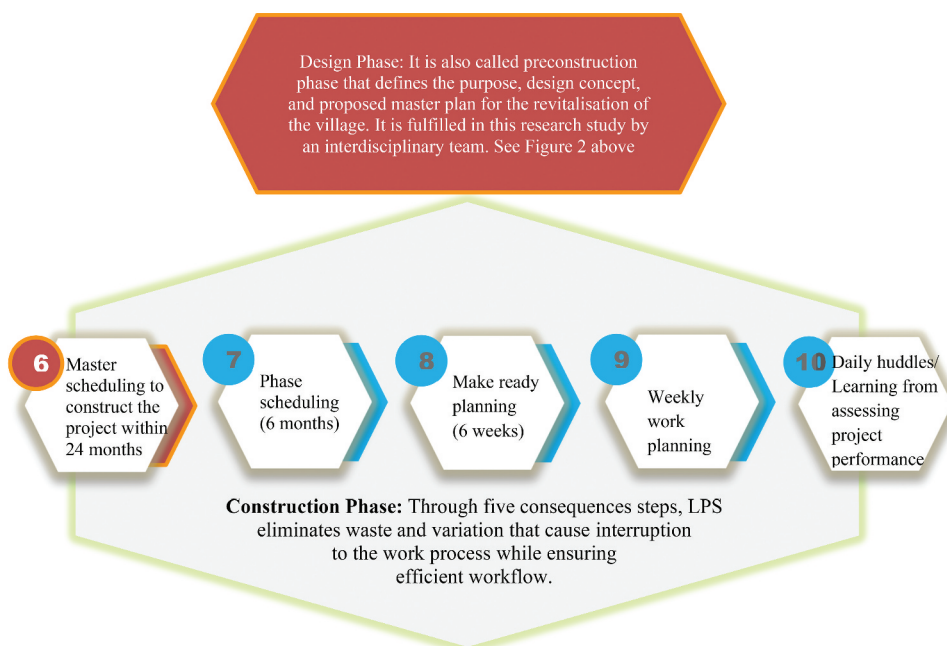 Design Phase: It is also called preconstruction
phase that defines the purpose, design concept,
and proposed master plan for the revitalisation of
the village. It is fulfilled in this research study by
an interdisciplinary team. See Figure 2 above
6
Master
scheduling to
construct the
project within
24 months
7
Phase
scheduling
(6 months)
8
Make ready
planning
(6 weeks)
9
Weekly
work
planning
10
Daily huddles/
Learning from
assessing
project
performance
Construction Phase: Through five consequences steps, LPS
eliminates waste and variation that cause interruption
to the work process while ensuring
efficient workflow.